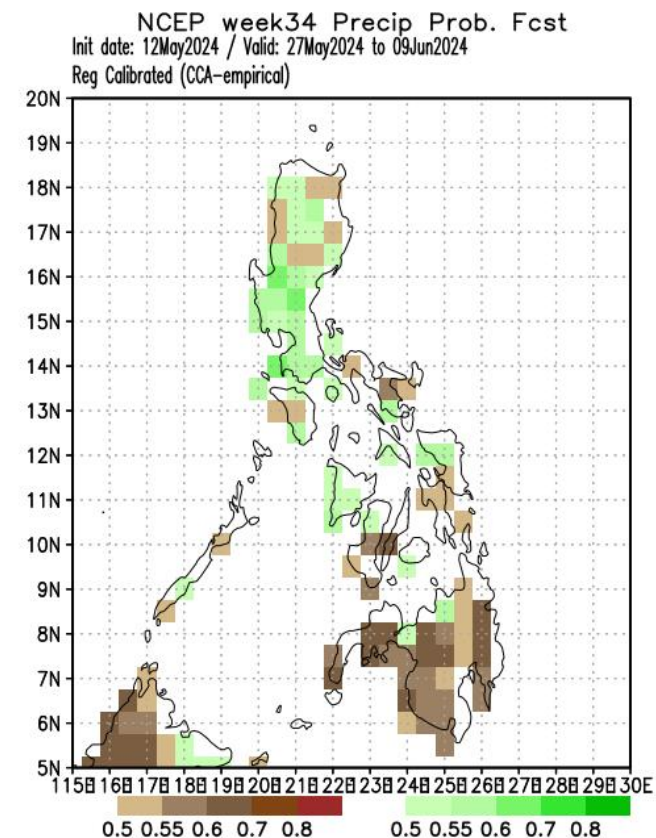 NCEP week34 Precip Prob. Fcst
Init date: 12May2024 / Valid: 27May2024 to 09Jun2024
Reg Calibrated (CCA-empirical)
20N
19N
18N
17N
16N
15N
14N
13N
12N
11N
10N
9N
8N
7N
6N
5N
115E 116E 117E 118E 119E 120E 121E 122E 123E 124E 125E 126E 127E 128E 129E 130E
0.5 0.55 0.6 0.7 0.8 0.5 0.55 0.6 0.7 0.8